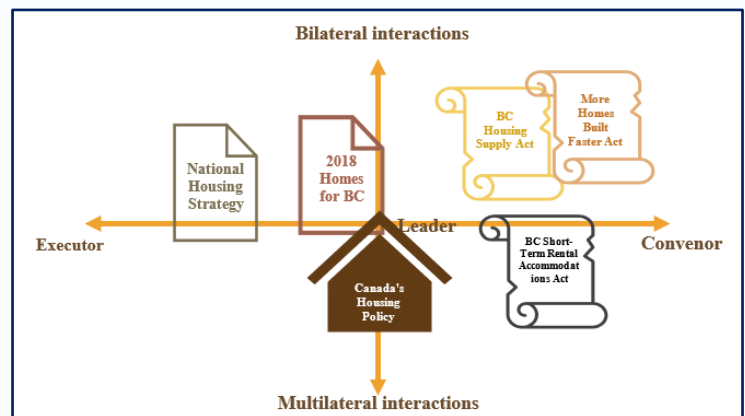 Bilateral interactions
National
Housing
Strategy
2018
Homes
for BC
BC
Housing
Supply Act
More
Homes
Built
Faster Act
Executor
Leader
Convenor
BC Short-
Term Rental
Accommodat
ions Act
Canada's
Housing
Policy
Multilateral interactions